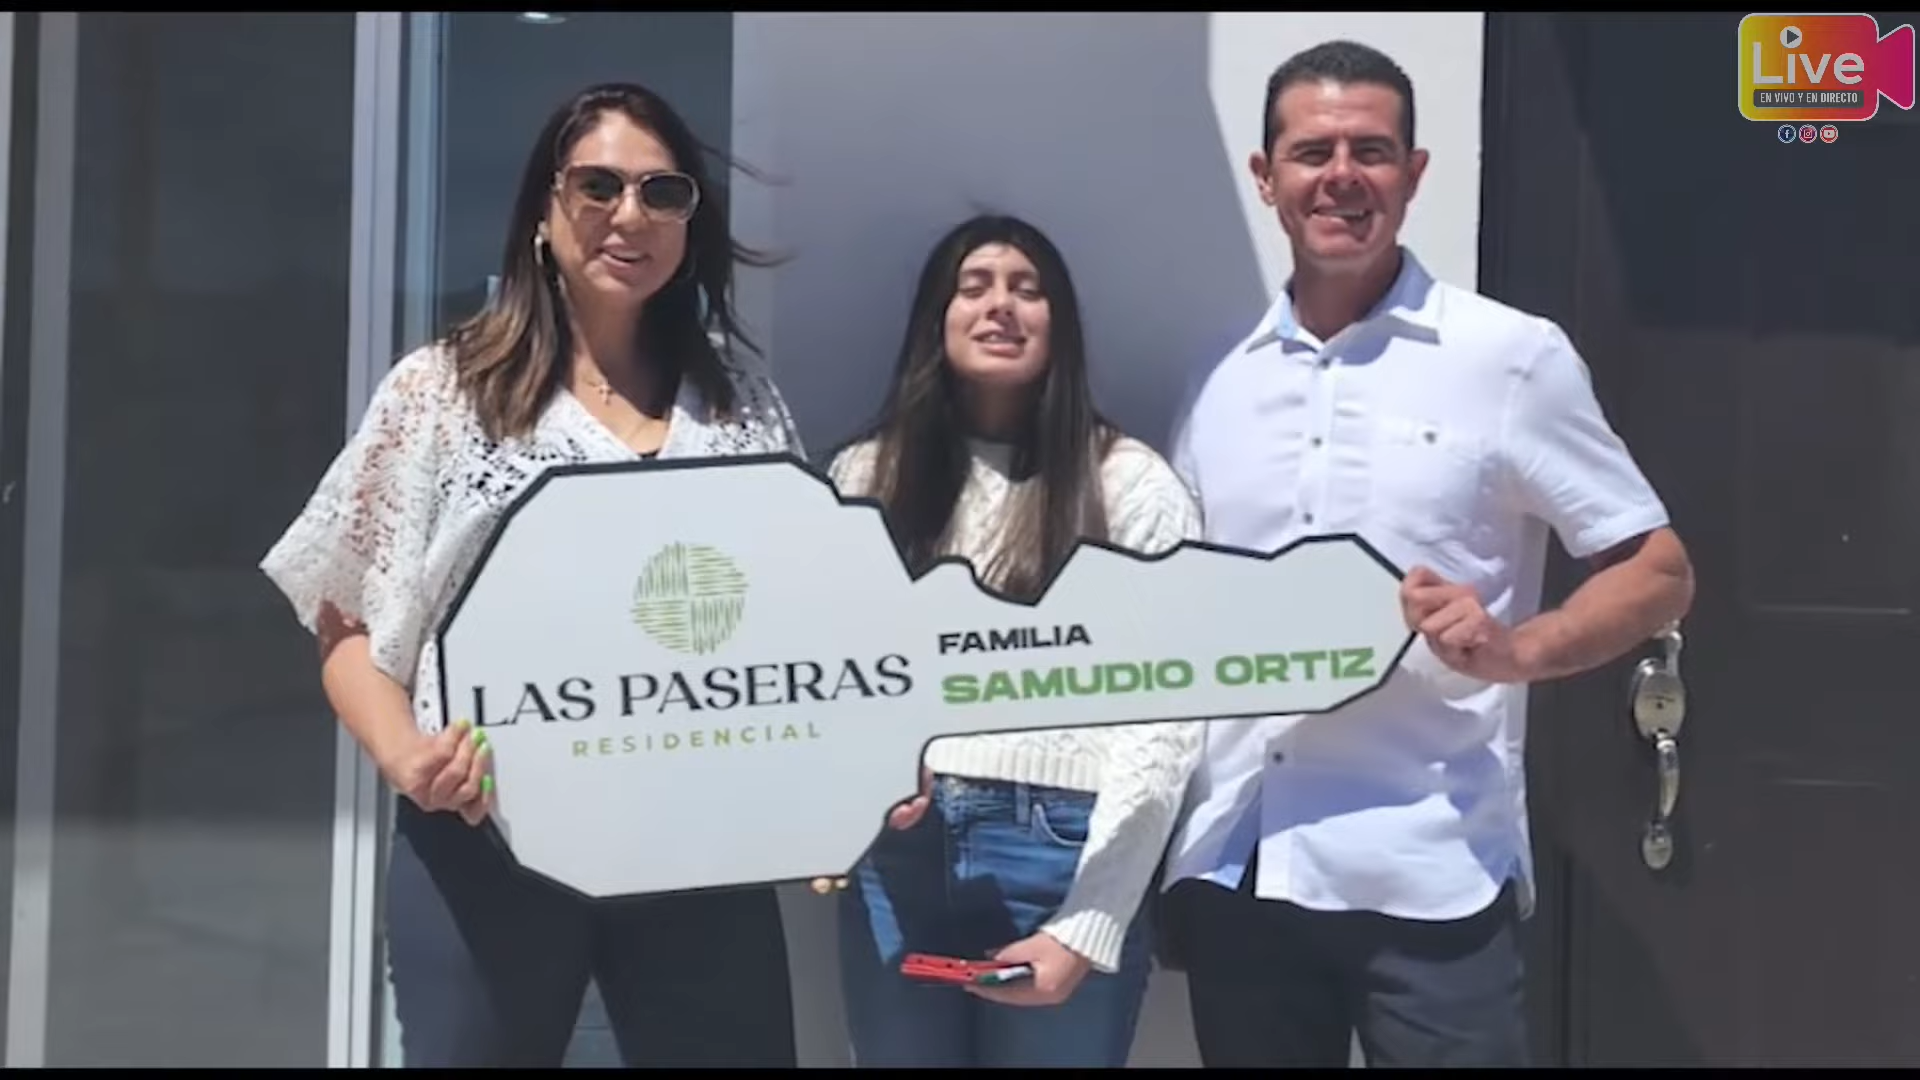 Live
EN VIVO Y EN DIRECTO
LAS PASERAS
RESIDENCIAL
FAMILIA
SAMUDIO ORTIZ